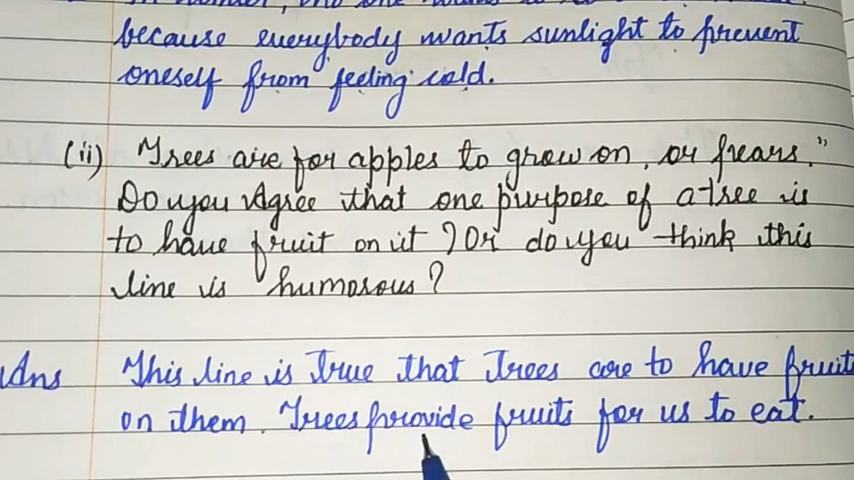 because everybody wants sunlight to prevent
oneself from feeling cold.
(ii) Trees are for apples to grow on, or pears."
Do you Agree that one purpose of a tree is
to have fruit on it ? Or do you think this
line is humorous?
Ans This line is True that Trees are to have fruit
on them. Trees provide fruits for us to eat.